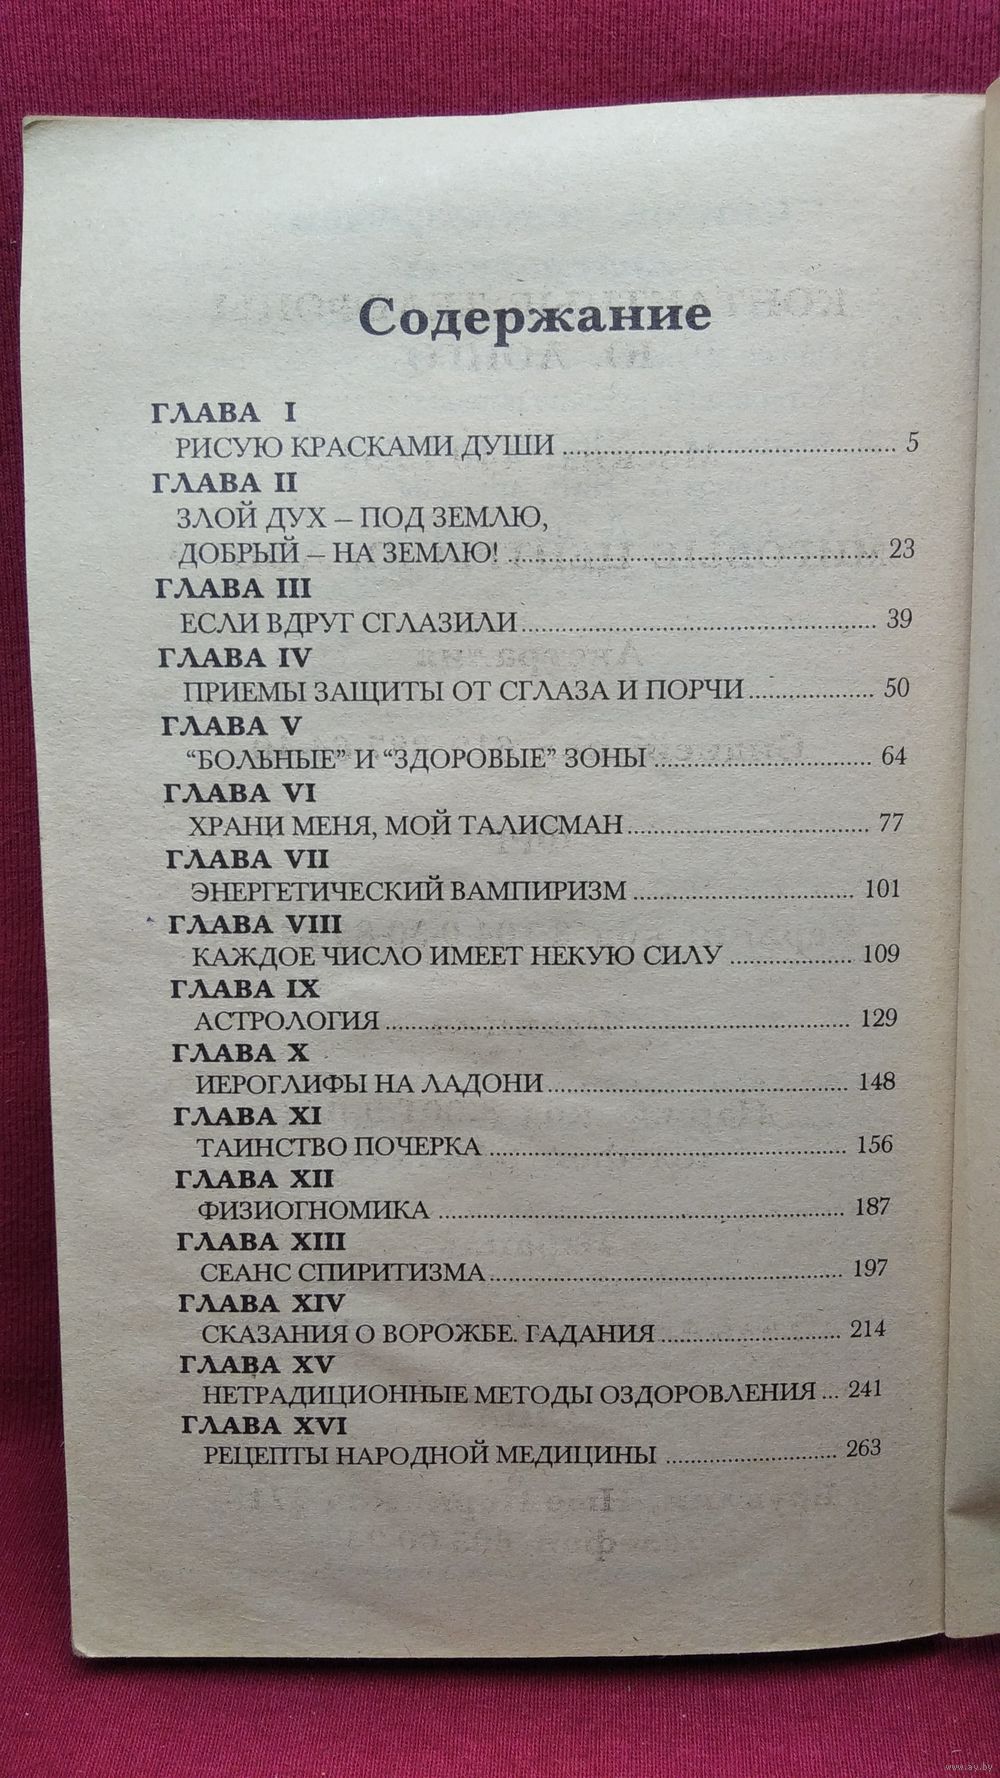 Содержание
ГЛАВА I
РИСУЮ КРАСКАМИ ДУШИ ........ 5
ГЛАВА II
ЗЛОЙ ДУХ – ПОД ЗЕМЛЮ,
ДОБРЫЙ – НА ЗЕМЛЮ! ........ 23
ГЛАВА III
ЕСЛИ ВДРУГ СГЛАЗИЛИ ........ 39
ГЛАВА IV
ПРИЕМЫ ЗАЩИТЫ ОТ СГЛАЗА И ПОРЧИ ........ 50
ГЛАВА V
“БОЛЬНЫЕ” И “ЗДОРОВЫЕ” ЗОНЫ ........ 64
ГЛАВА VI
ХРАНИ МЕНЯ, МОЙ ТАЛИСМАН ........ 77
ГЛАВА VII
ЭНЕРГЕТИЧЕСКИЙ ВАМПИРИЗМ ........ 101
ГЛАВА VIII
КАЖДОЕ ЧИСЛО ИМЕЕТ НЕКУЮ СИЛУ ........ 109
ГЛАВА IX
АСТРОЛОГИЯ ........ 129
ГЛАВА X
ИЕРОГЛИФЫ НА ЛАДОНИ ........ 148
ГЛАВА XI
ТАИНСТВО ПОЧЕРКА ........ 156
ГЛАВА XII
ФИЗИОГНОМИКА ........ 187
ГЛАВА XIII
СЕАНС СПИРИТИЗМА ........ 197
ГЛАВА XIV
СКАЗАНИЯ О ВОРОЖБЕ. ГАДАНИЯ ........ 214
ГЛАВА XV
НЕТРАДИЦИОННЫЕ МЕТОДЫ ОЗДОРОВЛЕНИЯ ... 241
ГЛАВА XVI
РЕЦЕПТЫ НАРОДНОЙ МЕДИЦИНЫ ........ 263
www.ay.by